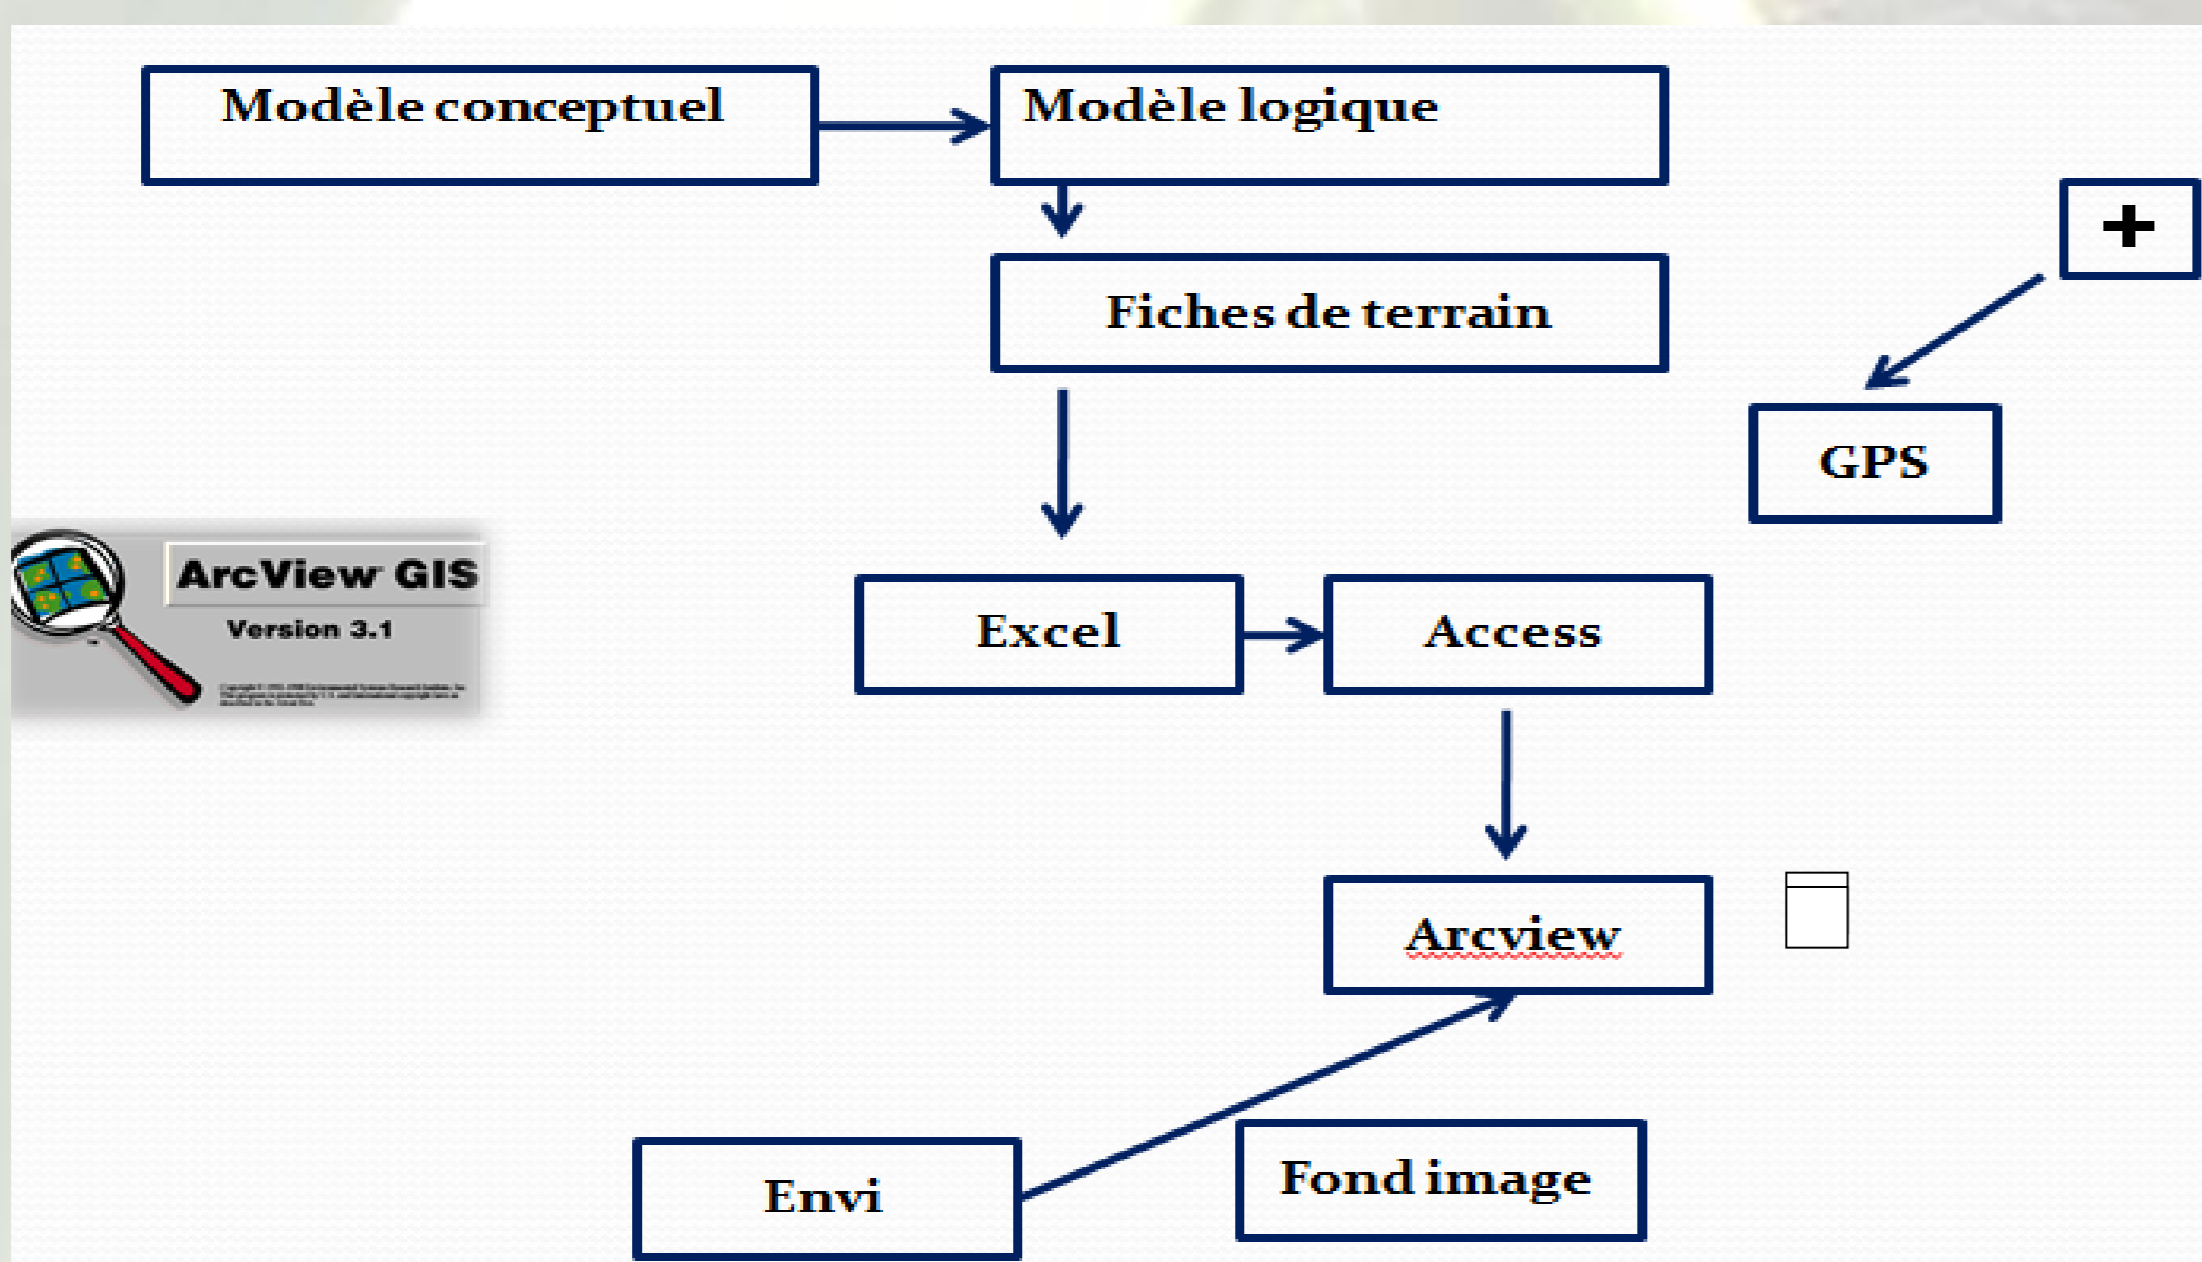 Modèle conceptuel
Modèle logique
+
Fiches de terrain
GPS
ArcView GIS
Version 3.1
Excel
Access
Arcview
Envi
Fond image